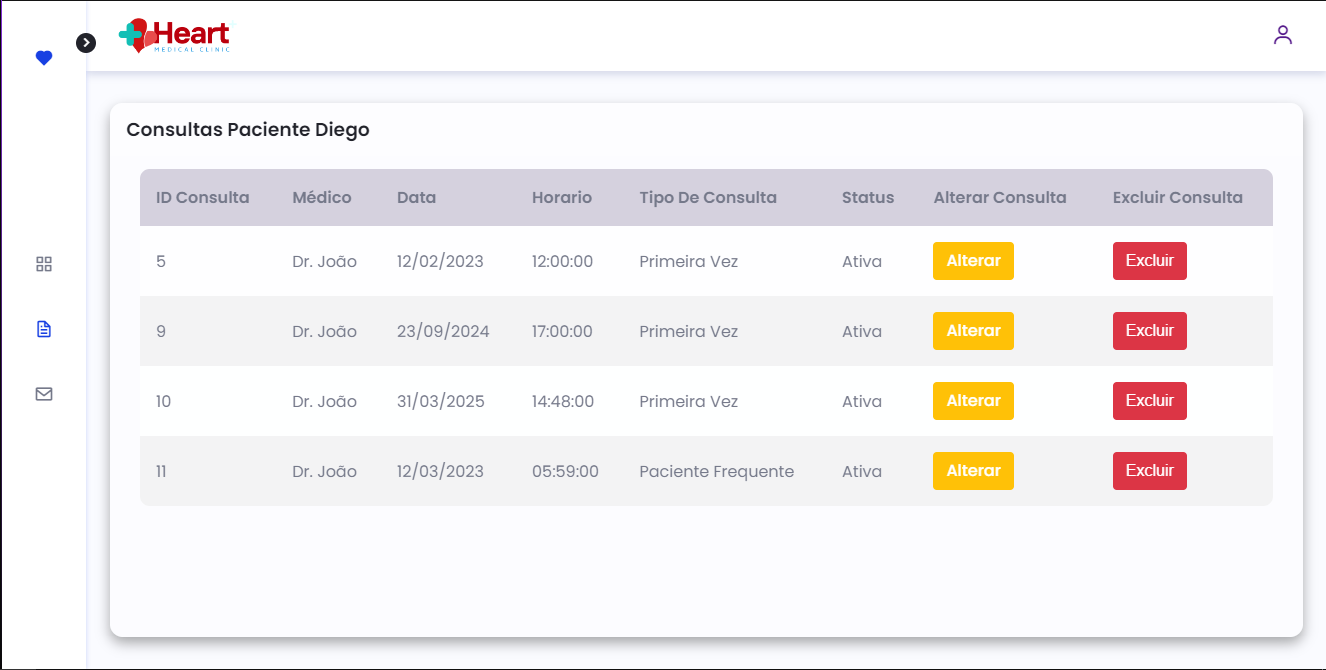 Heart
MEDICAL CLINIC
Consultas Paciente Diego
ID Consulta Médico Data Horario Tipo De Consulta Status Alterar Consulta Excluir Consulta
5 Dr. João 12/02/2023 12:00:00 Primeira Vez Ativa Alterar Excluir
9 Dr. João 23/09/2024 17:00:00 Primeira Vez Ativa Alterar Excluir
10 Dr. João 31/03/2025 14:48:00 Primeira Vez Ativa Alterar Excluir
11 Dr. João 12/03/2023 05:59:00 Paciente Frequente Ativa Alterar Excluir